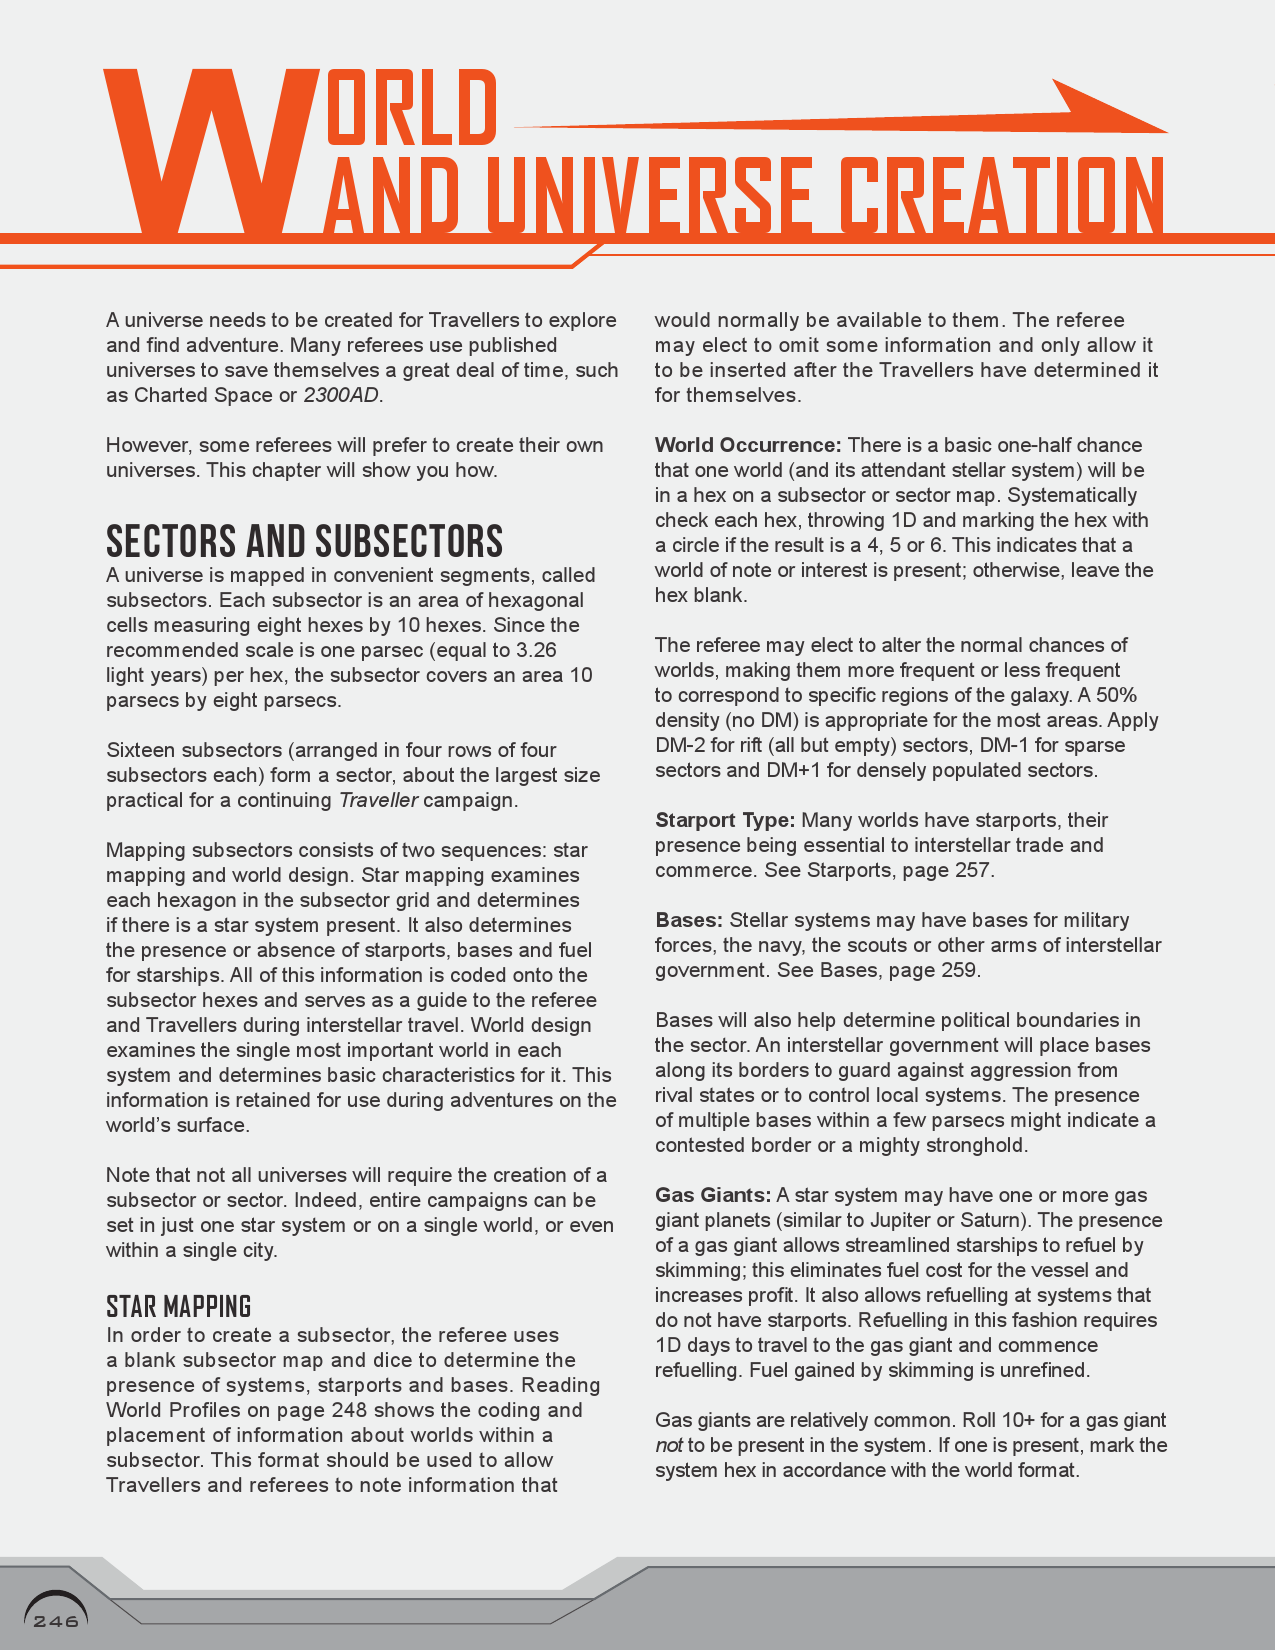 WORLD
AND UNIVERSE CREATION
A universe needs to be created for Travellers to explore
and find adventure. Many referees use published
universes to save themselves a great deal of time, such
as Charted Space or 2300AD.
However, some referees will prefer to create their own
universes. This chapter will show you how.
SECTORS AND SUBSECTORS
A universe is mapped in convenient segments, called
subsectors. Each subsector is an area of hexagonal
cells measuring eight hexes by 10 hexes. Since the
recommended scale is one parsec (equal to 3.26
light years) per hex, the subsector covers an area 10
parsecs by eight parsecs.
Sixteen subsectors (arranged in four rows of four
subsectors each) form a sector, about the largest size
practical for a continuing Traveller campaign.
Mapping subsectors consists of two sequences: star
mapping and world design. Star mapping examines
each hexagon in the subsector grid and determines
if there is a star system present. It also determines
the presence or absence of starports, bases and fuel
for starships. All of this information is coded onto the
subsector hexes and serves as a guide to the referee
and Travellers during interstellar travel. World design
examines the single most important world in each
system and determines basic characteristics for it. This
information is retained for use during adventures on the
world’s surface.
Note that not all universes will require the creation of a
subsector or sector. Indeed, entire campaigns can be
set in just one star system or on a single world, or even
within a single city.
STAR MAPPING
In order to create a subsector, the referee uses
a blank subsector map and dice to determine the
presence of systems, starports and bases. Reading
World Profiles on page 248 shows the coding and
placement of information about worlds within a
subsector. This format should be used to allow
Travellers and referees to note information that
would normally be available to them. The referee
may elect to omit some information and only allow it
to be inserted after the Travellers have determined it
for themselves.
World Occurrence: There is a basic one-half chance
that one world (and its attendant stellar system) will be
in a hex on a subsector or sector map. Systematically
check each hex, throwing 1D and marking the hex with
a circle if the result is a 4, 5 or 6. This indicates that a
world of note or interest is present; otherwise, leave the
hex blank.
The referee may elect to alter the normal chances of
worlds, making them more frequent or less frequent
to correspond to specific regions of the galaxy. A 50%
density (no DM) is appropriate for the most areas. Apply
DM-2 for rift (all but empty) sectors, DM-1 for sparse
sectors and DM+1 for densely populated sectors.
Starport Type: Many worlds have starports, their
presence being essential to interstellar trade and
commerce. See Starports, page 257.
Bases: Stellar systems may have bases for military
forces, the navy, the scouts or other arms of interstellar
government. See Bases, page 259.
Bases will also help determine political boundaries in
the sector. An interstellar government will place bases
along its borders to guard against aggression from
rival states or to control local systems. The presence
of multiple bases within a few parsecs might indicate a
contested border or a mighty stronghold.
Gas Giants: A star system may have one or more gas
giant planets (similar to Jupiter or Saturn). The presence
of a gas giant allows streamlined starships to refuel by
skimming; this eliminates fuel cost for the vessel and
increases profit. It also allows refuelling at systems that
do not have starports. Refuelling in this fashion requires
1D days to travel to the gas giant and commence
refuelling. Fuel gained by skimming is unrefined.
Gas giants are relatively common. Roll 10+ for a gas giant
not to be present in the system. If one is present, mark the
system hex in accordance with the world format.
246